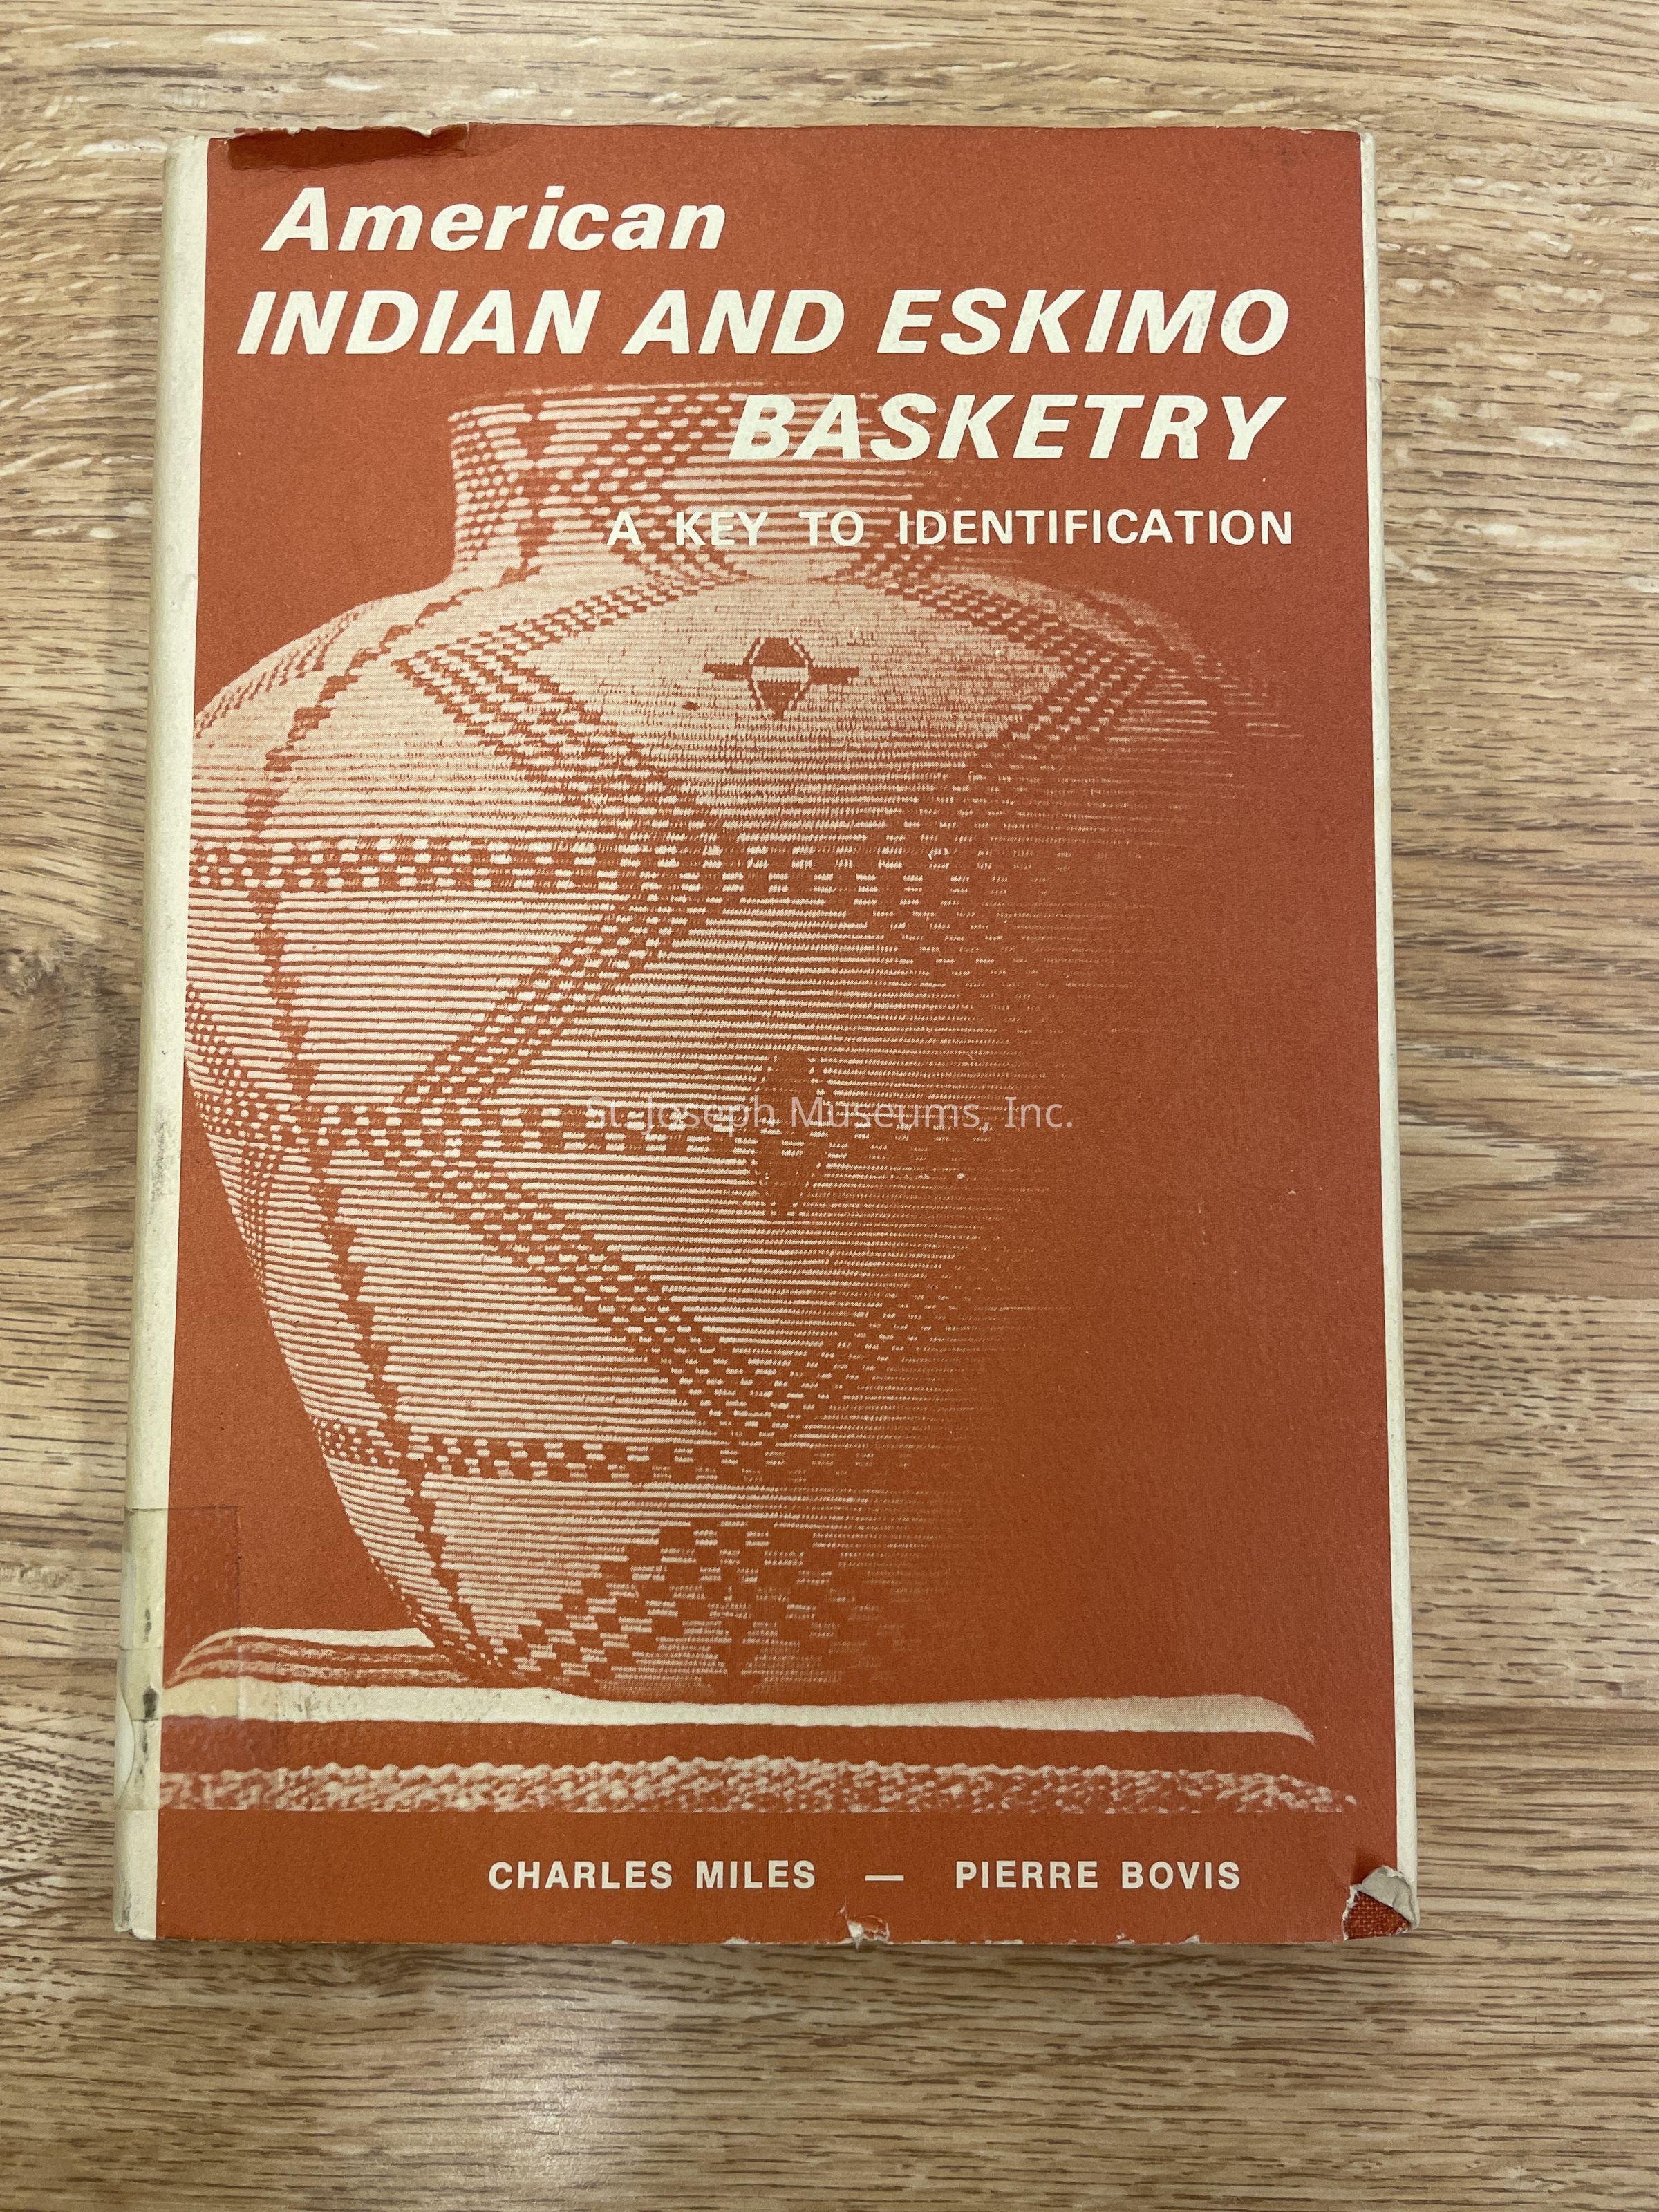 American
INDIAN AND ESKIMO
BASKETRY
A KEY TO IDENTIFICATION
St. Joseph Museums, Inc.
CHARLES MILES — PIERRE BOVIS